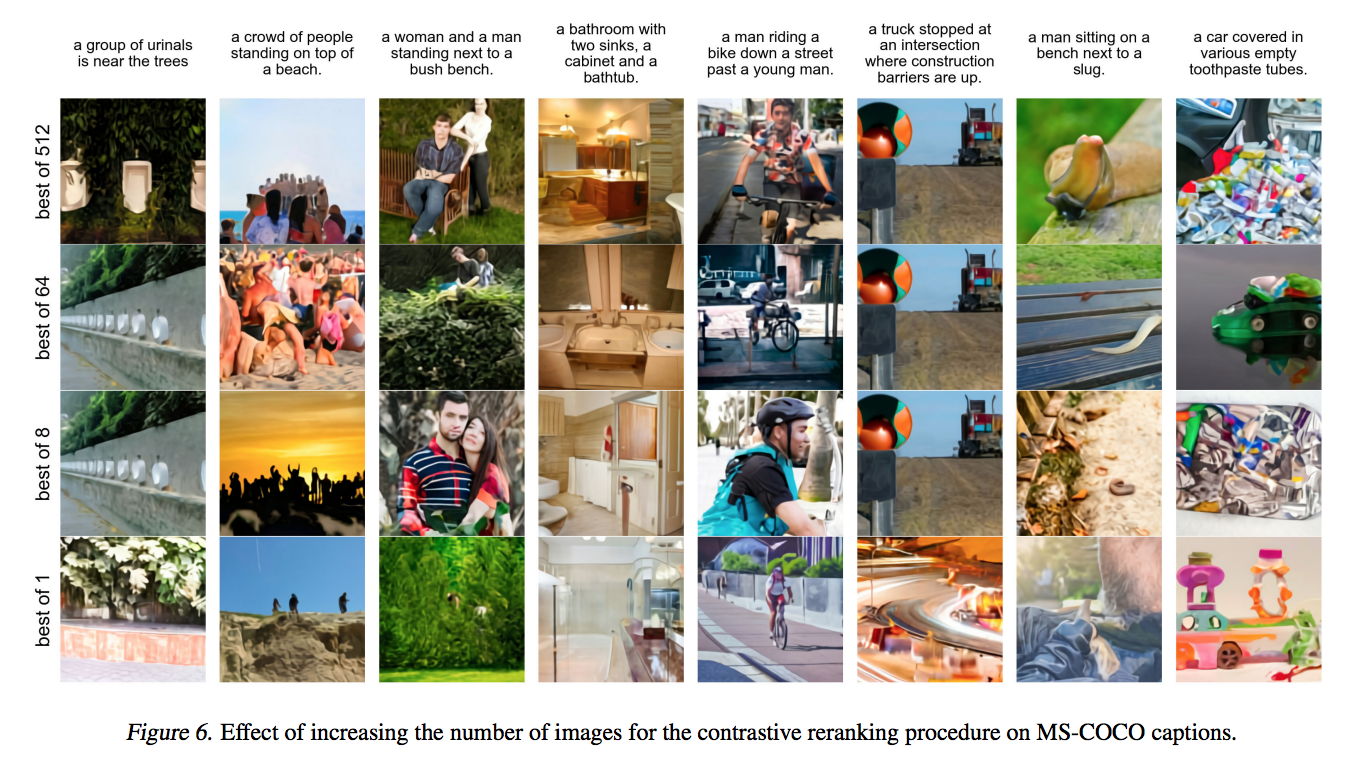 a group of urinals
is near the trees
a crowd of people
standing on top of
a beach.
a woman and a man
standing next to a
bush bench.
a bathroom with
two sinks, a
cabinet and a
bathtub.
a man riding a
bike down a street
past a young man.
a truck stopped at
an intersection
where construction
barriers are up.
a man sitting on a
bench next to a
slug.
a car covered in
various empty
toothpaste tubes.
best of 512
best of 64
best of 8
best of 1
Figure 6. Effect of increasing the number of images for the contrastive reranking procedure on MS-COCO captions.